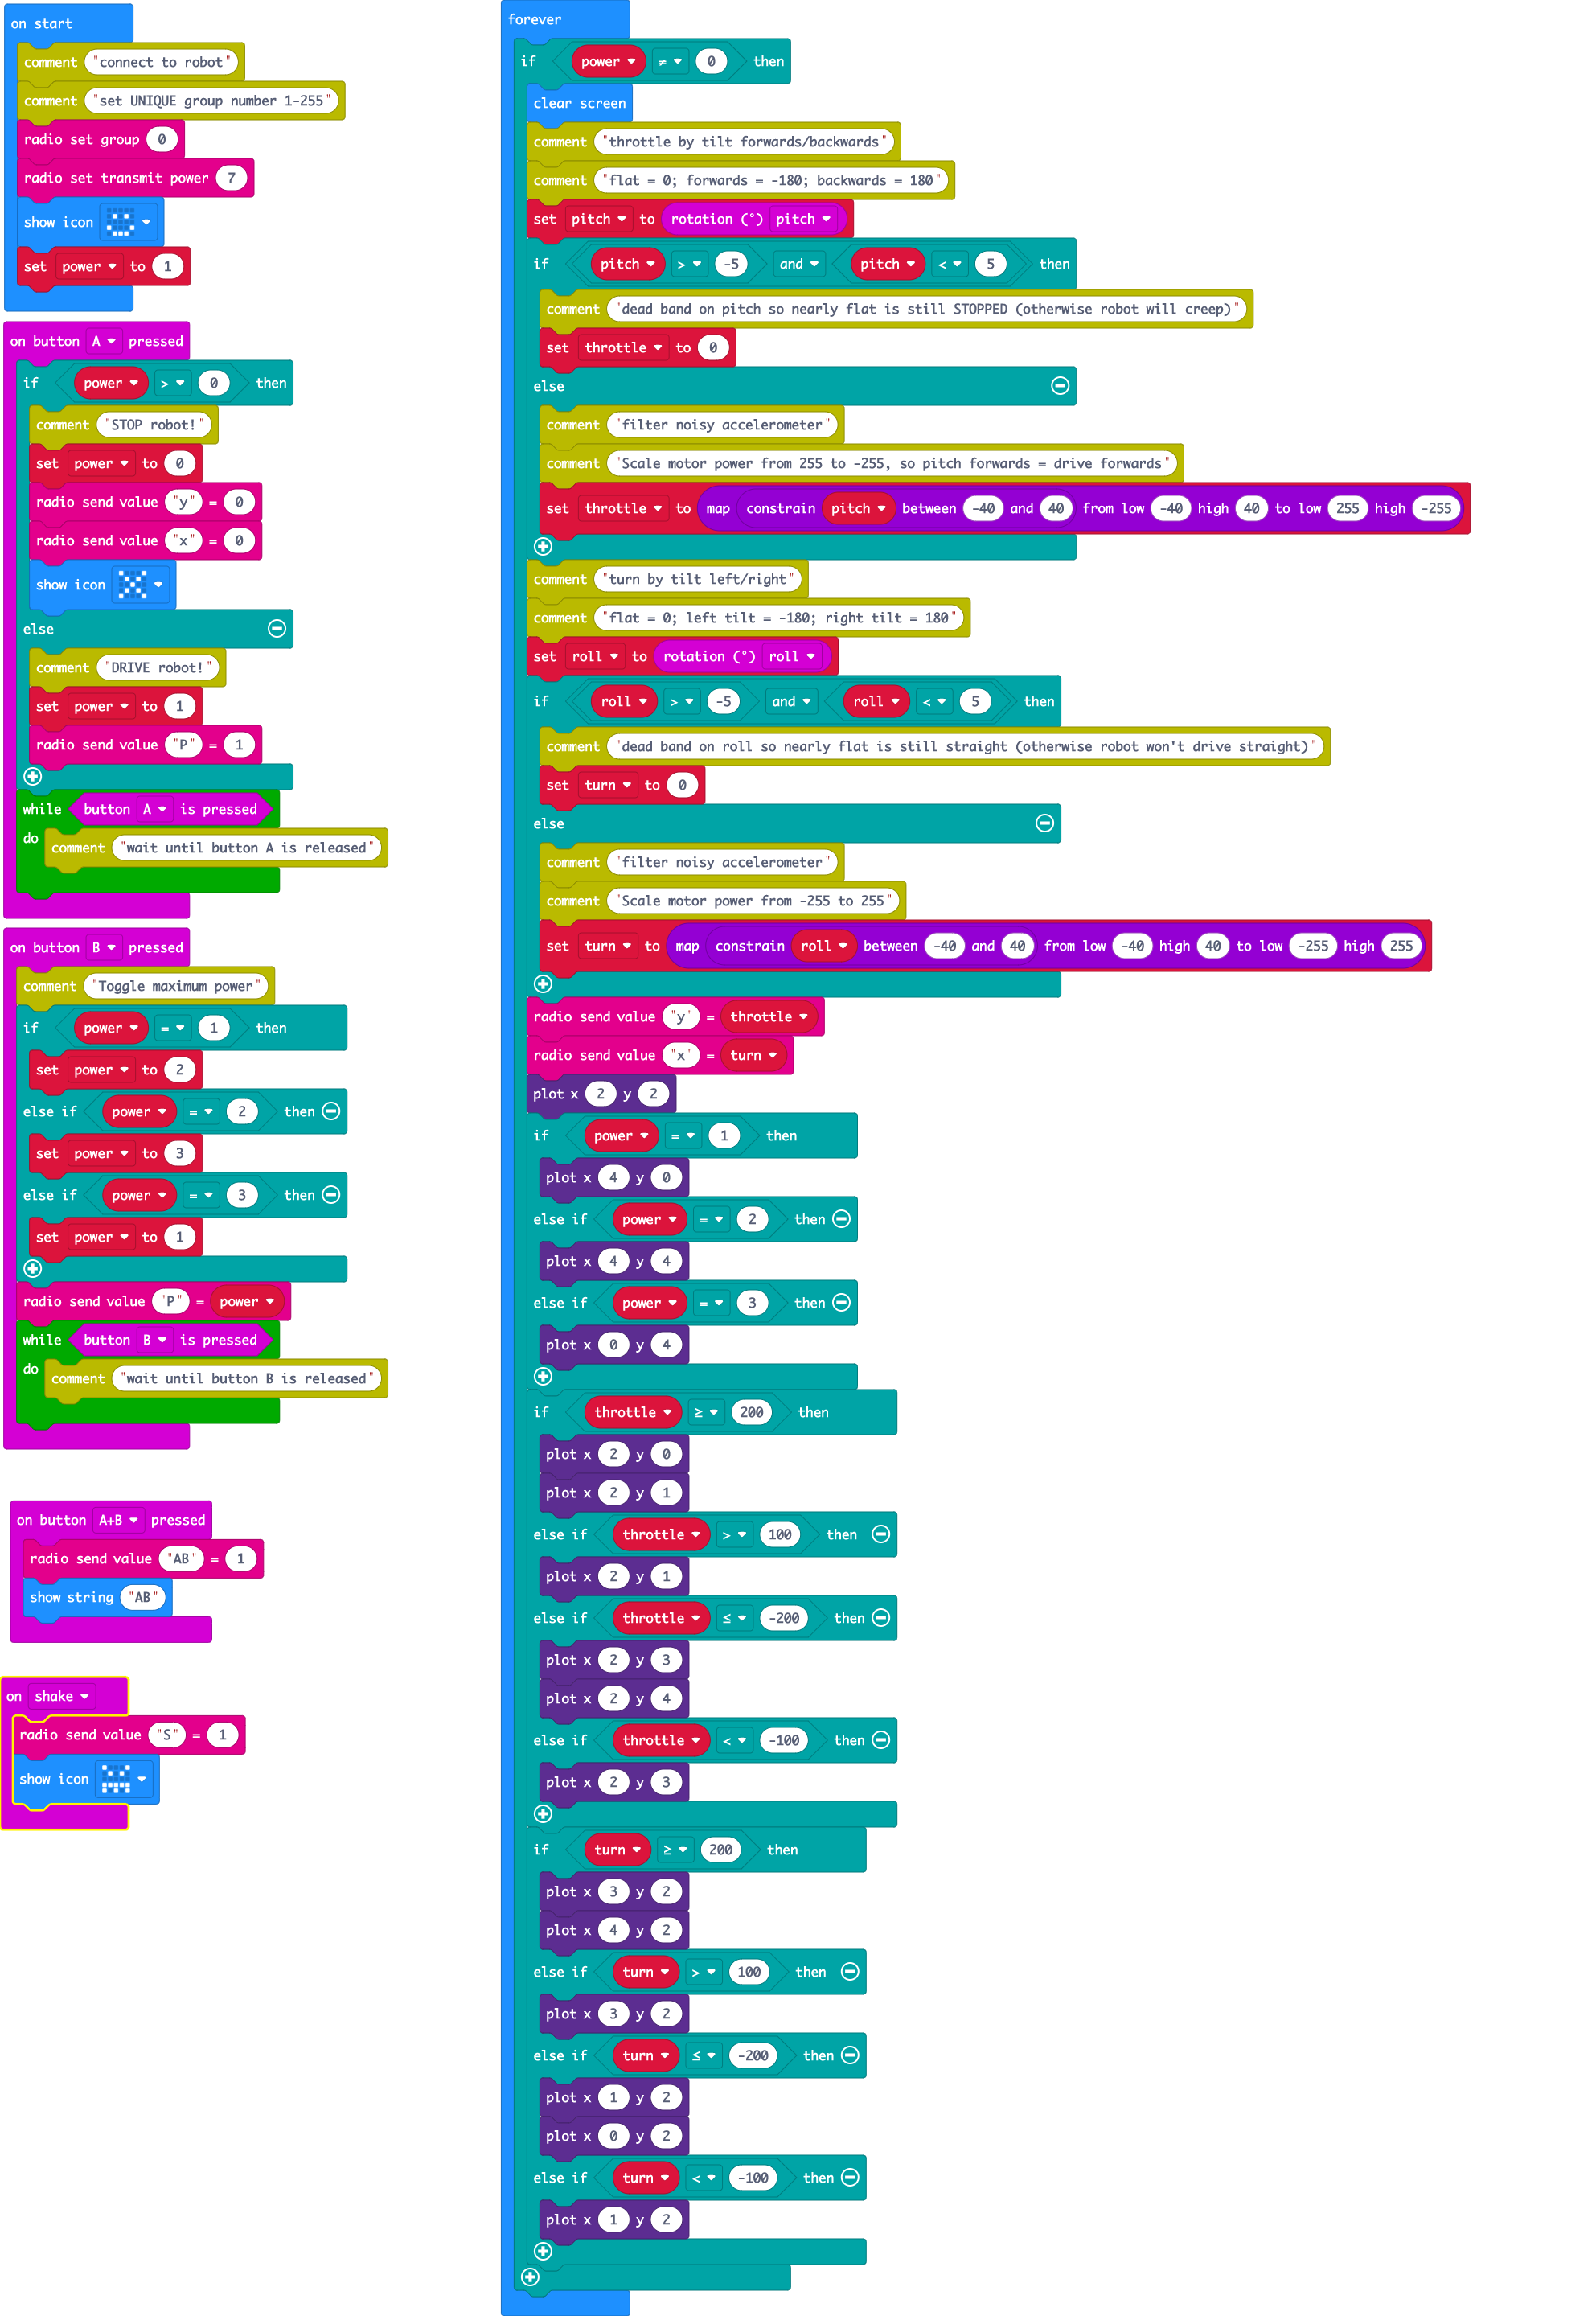 on start
comment "connect to robot"
comment "set UNIQUE group number 1-255"
radio set group 0
radio set transmit power 7
show icon
set power to 1
on button A pressed
if power > 0 then
comment "STOP robot!"
set power to 0
radio send value "y" = 0
radio send value "x" = 0
show icon
else
comment "DRIVE robot!"
set power to 1
radio send value "P" = 1
while button A is pressed
do comment "wait until button A is released"
on button B pressed
comment "Toggle maximum power"
if power = 1 then
set power to 2
else if power = 2 then
set power to 3
else if power = 3 then
set power to 1
radio send value "P" = power
while button B is pressed
do comment "wait until button B is released"
on button A+B pressed
radio send value "AB" = 1
show string "AB"
on shake
radio send value "S" = 1
show icon
forever
if power ≠ 0 then
clear screen
comment "throttle by tilt forwards/backwards"
comment "flat = 0; forwards = -180; backwards = 180"
set pitch to rotation (°) pitch
if pitch > -5 and pitch < 5 then
comment "dead band on pitch so nearly flat is still STOPPED (otherwise robot will creep)"
set throttle to 0
else
comment "filter noisy accelerometer"
comment "Scale motor power from 255 to -255, so pitch forwards = drive forwards"
set throttle to map constrain pitch between -40 and 40 from low -40 high 40 to low 255 high -255
comment "turn by tilt left/right"
comment "flat = 0; left tilt = -180; right tilt = 180"
set roll to rotation (°) roll
if roll > -5 and roll < 5 then
comment "dead band on roll so nearly flat is still straight (otherwise robot won't drive straight)"
set turn to 0
else
comment "filter noisy accelerometer"
comment "Scale motor power from -255 to 255"
set turn to map constrain roll between -40 and 40 from low -40 high 40 to low -255 high 255
radio send value "y" = throttle
radio send value "x" = turn
plot x 2 y 2
if power = 1 then
plot x 4 y 0
else if power = 2 then
plot x 4 y 4
else if power = 3 then
plot x 0 y 4
if throttle ≥ 200 then
plot x 2 y 0
plot x 2 y 1
else if throttle > 100 then
plot x 2 y 1
else if throttle ≤ -200 then
plot x 2 y 3
plot x 2 y 4
else if throttle < -100 then
plot x 2 y 3
if turn ≥ 200 then
plot x 3 y 2
plot x 4 y 2
else if turn > 100 then
plot x 3 y 2
else if turn ≤ -200 then
plot x 1 y 2
plot x 0 y 2
else if turn < -100 then
plot x 1 y 2